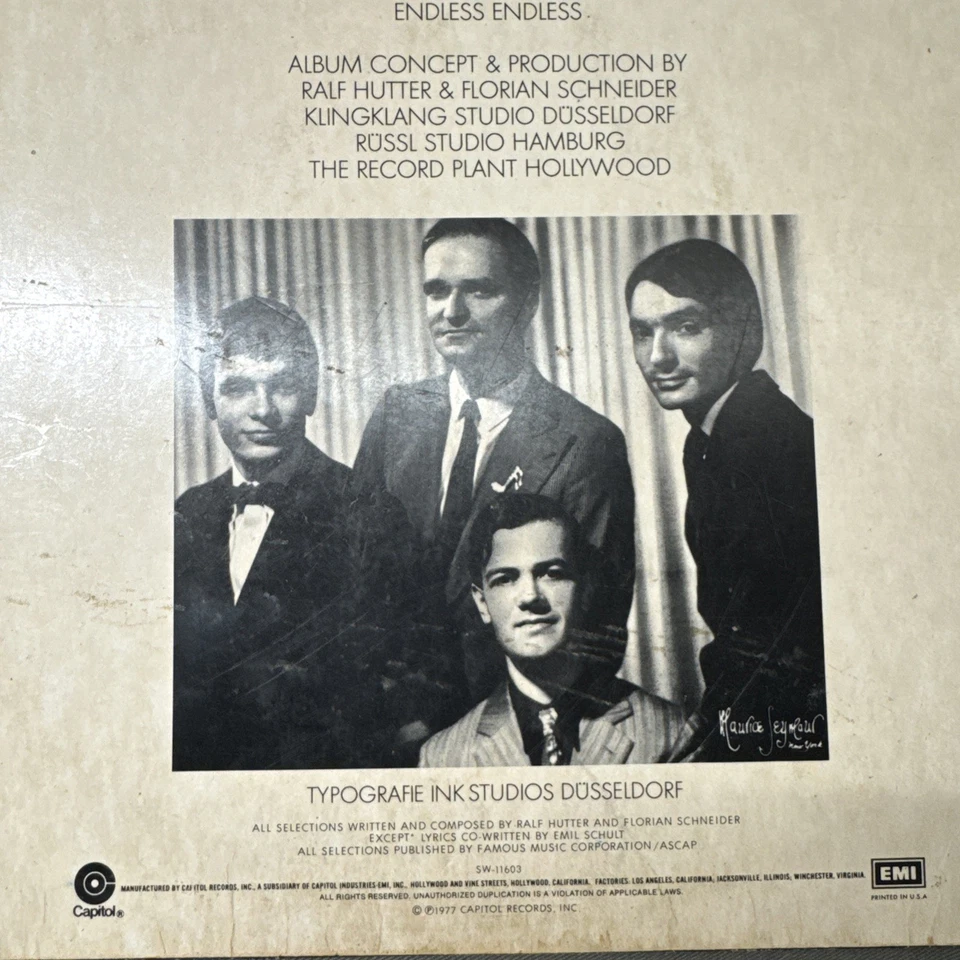 ENDLESS ENDLESS
ALBUM CONCEPT & PRODUCTION BY
RALF HUTTER & FLORIAN SCHNEIDER
KLINGKLANG STUDIO DÜSSELDORF
RÜSSL STUDIO HAMBURG
THE RECORD PLANT HOLLYWOOD
Maurice Seymour
New York
TYPOGRAFIE INK STUDIOS DÜSSELDORF
ALL SELECTIONS WRITTEN AND COMPOSED BY RALF HUTTER AND FLORIAN SCHNEIDER
EXCEPT* LYRICS CO-WRITTEN BY EMIL SCHULT
ALL SELECTIONS PUBLISHED BY FAMOUS MUSIC CORPORATION/ASCAP
SW-11603
MANUFACTURED BY CAPITOL RECORDS, INC., A SUBSIDIARY OF CAPITOL INDUSTRIES-EMI, INC., HOLLYWOOD AND VINE STREETS, HOLLYWOOD, CALIFORNIA. FACTORIES: LOS ANGELES, CALIFORNIA, JACKSONVILLE, ILLINOIS; WINCHESTER, VIRGINIA.
ALL RIGHTS RESERVED. UNAUTHORIZED DUPLICATION IS A VIOLATION OF APPLICABLE LAWS.
© ℗1977 CAPITOL RECORDS, INC.
Capitol®
EMI
PRINTED IN U.S.A